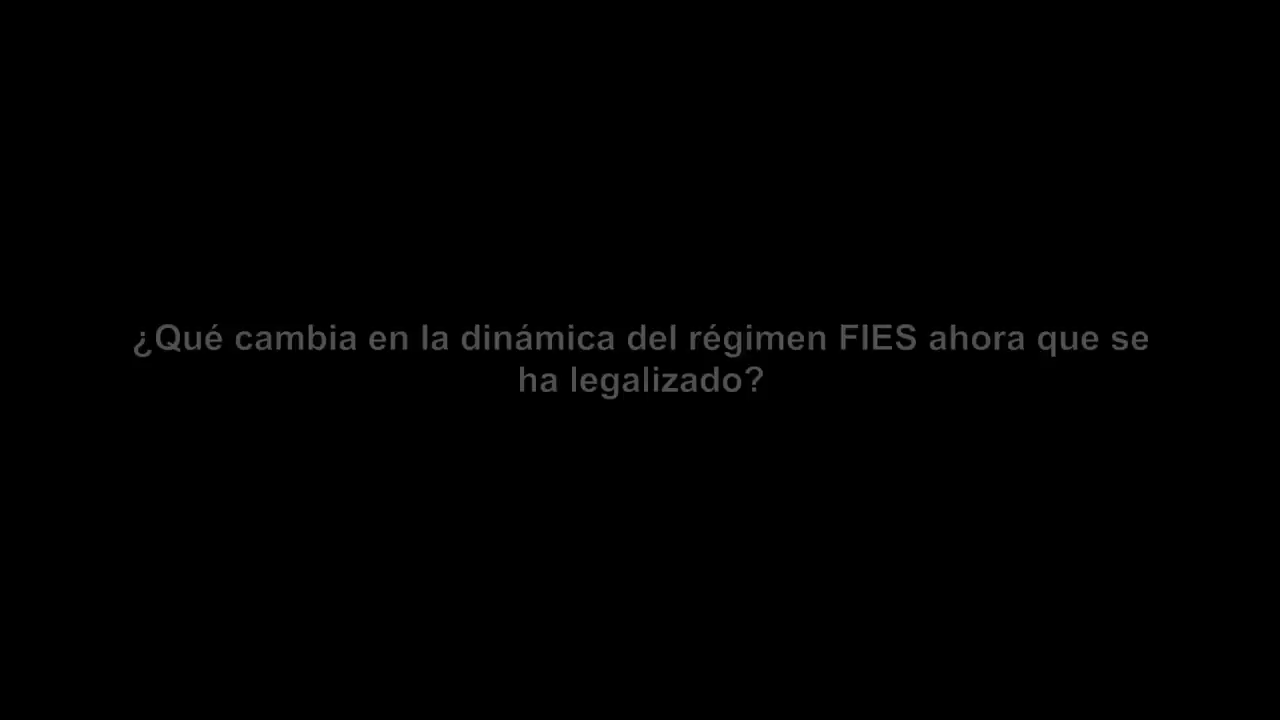 ¿Qué cambia en la dinámica del régimen FIES ahora que se
ha legalizado?